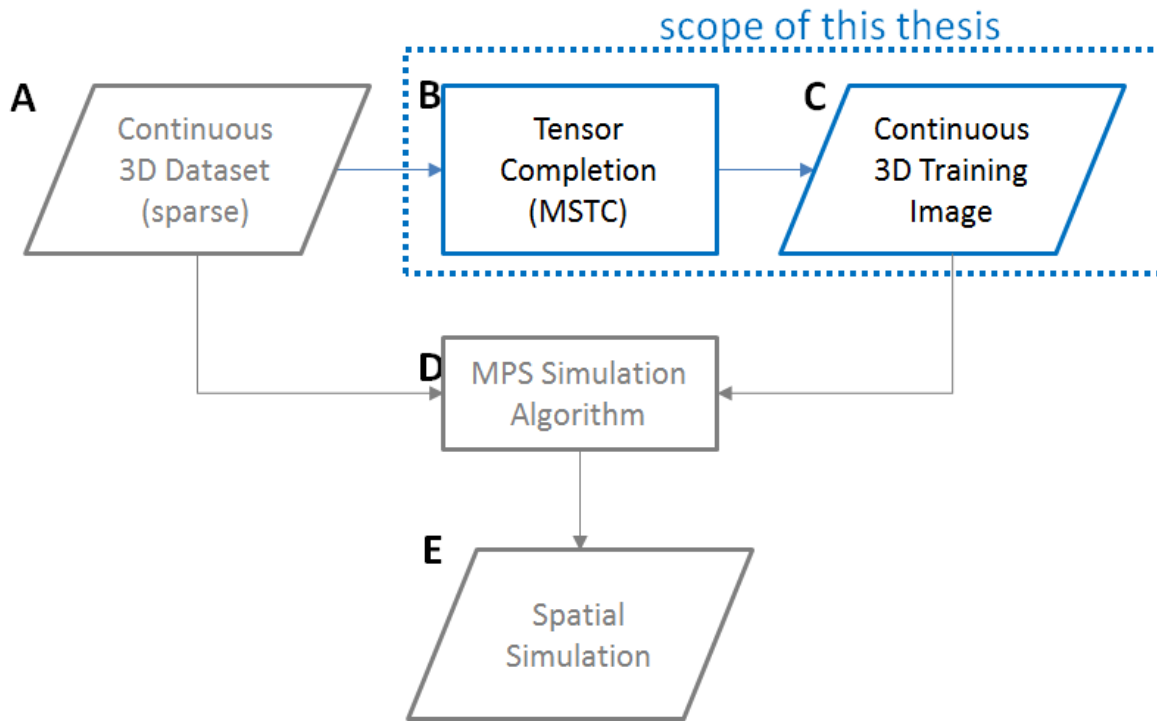 scope of this thesis
A
Continuous
3D Dataset
(sparse)
B
Tensor
Completion
(MSTC)
C
Continuous
3D Training
Image
D
MPS Simulation
Algorithm
E
Spatial
Simulation